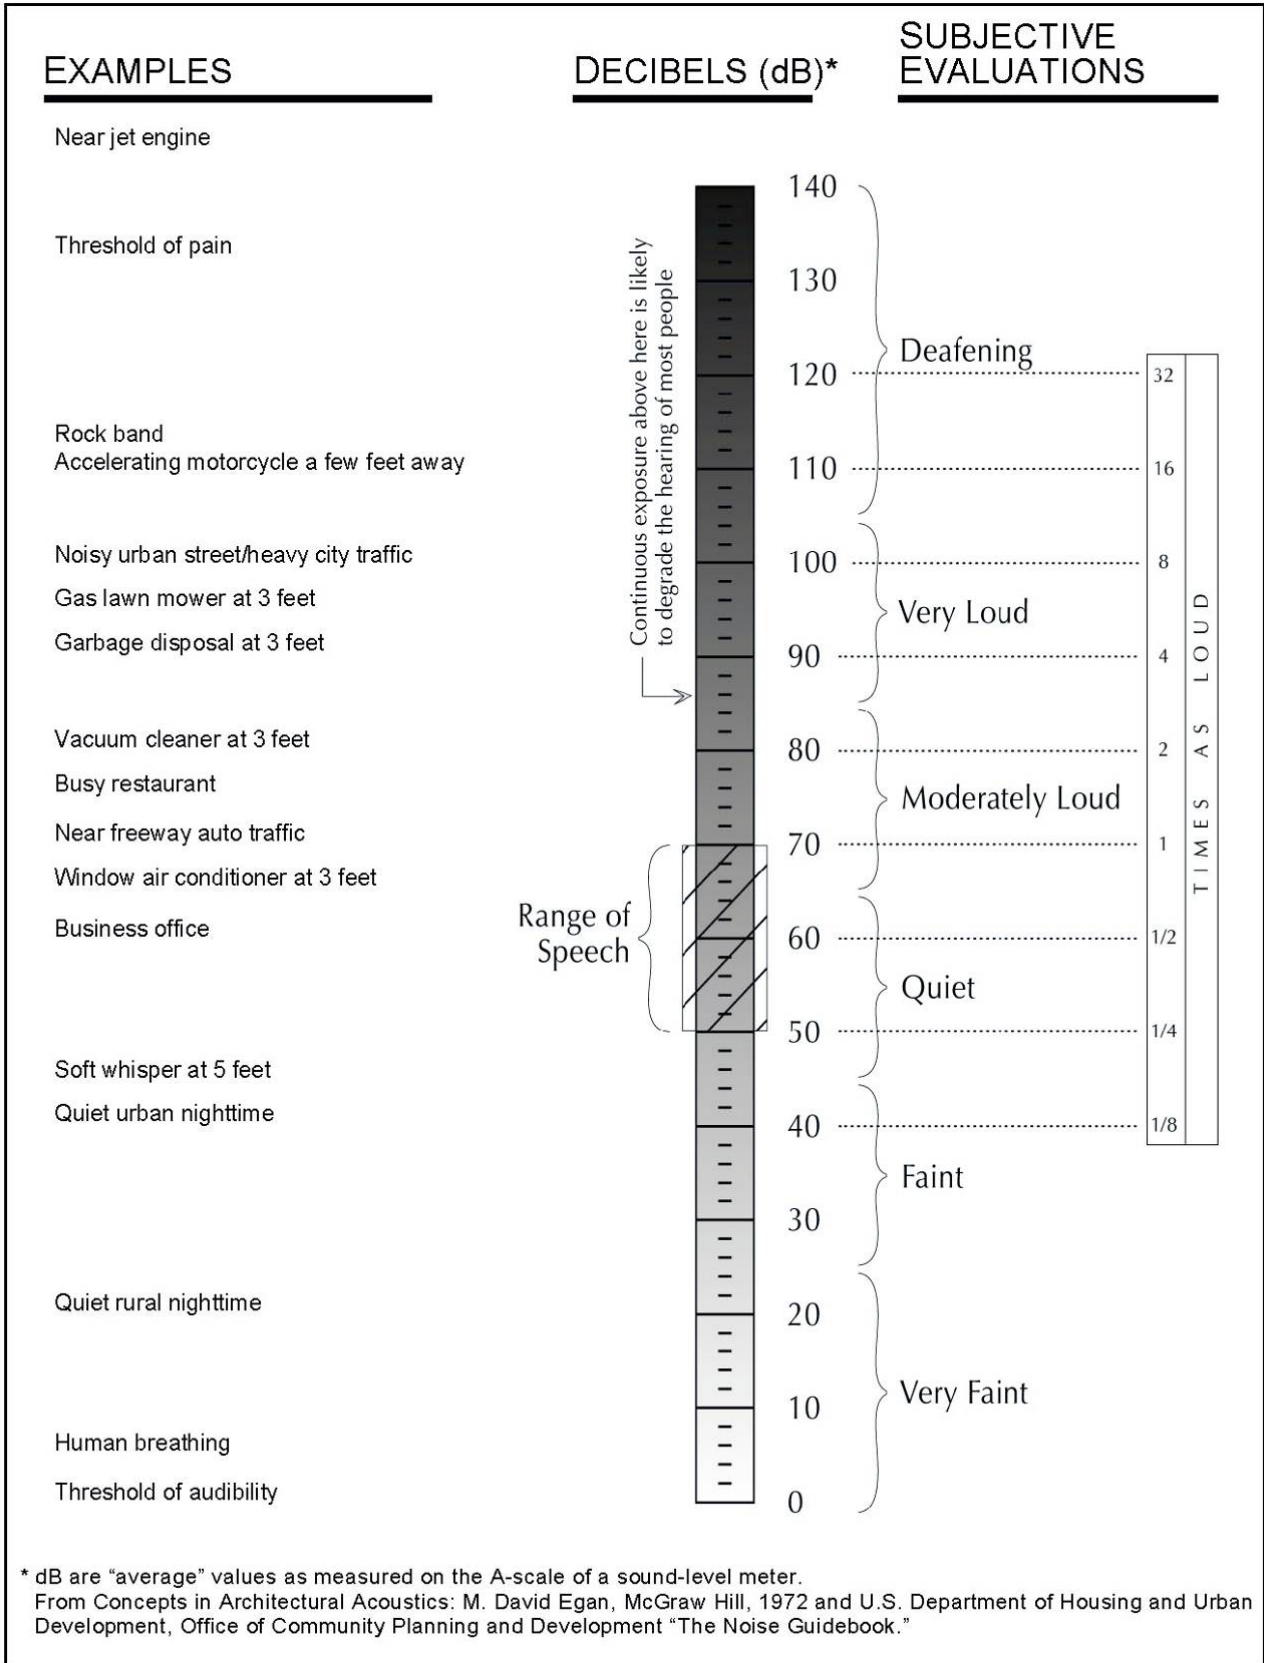 EXAMPLES
DECIBELS (dB)*
SUBJECTIVE
EVALUATIONS
Near jet engine
Threshold of pain
Rock band
Accelerating motorcycle a few feet away
Noisy urban street/heavy city traffic
Gas lawn mower at 3 feet
Garbage disposal at 3 feet
Vacuum cleaner at 3 feet
Busy restaurant
Near freeway auto traffic
Window air conditioner at 3 feet
Business office
Soft whisper at 5 feet
Quiet urban nighttime
Quiet rural nighttime
Human breathing
Threshold of audibility
Continuous exposure above here is likely
to degrade the hearing of most people
Range of
Speech
140
130
120
110
100
90
80
70
60
50
40
30
20
10
0
Deafening
Very Loud
Moderately Loud
Quiet
Faint
Very Faint
32
16
8
4
2
1
1/2
1/4
1/8
TIMES AS LOUD
* dB are “average” values as measured on the A-scale of a sound-level meter.
From Concepts in Architectural Acoustics: M. David Egan, McGraw Hill, 1972 and U.S. Department of Housing and Urban
Development, Office of Community Planning and Development “The Noise Guidebook.”